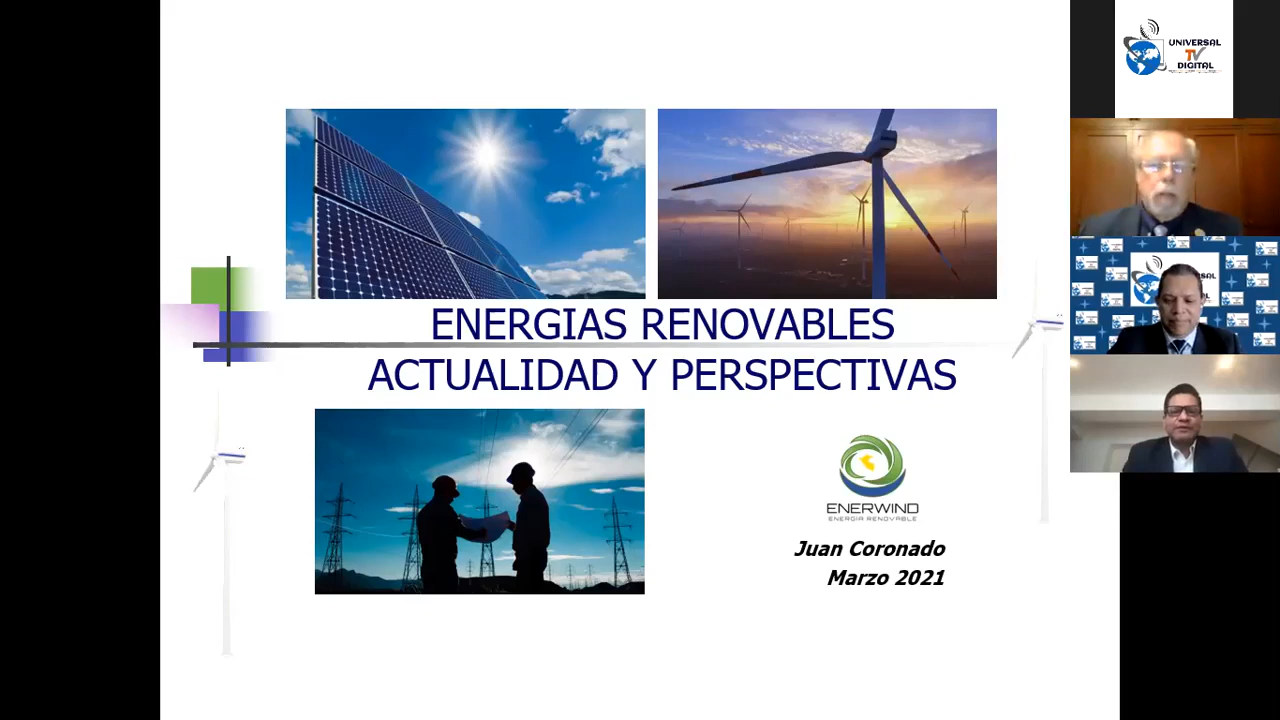 ENERGIAS RENOVABLES
ACTUALIDAD Y PERSPECTIVAS
ENERWIND
ENERGIA RENOVABLE
Juan Coronado
Marzo 2021
UNIVERSAL
TV
DIGITAL